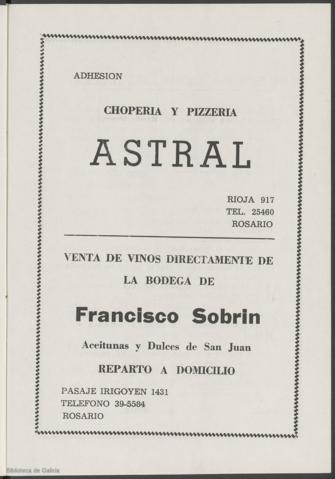 ADHESION
CHOPERIA Y PIZZERIA
ASTRAL
RIOJA 917
TEL. 25460
ROSARIO
VENTA DE VINOS DIRECTAMENTE DE
LA BODEGA DE
Francisco Sobrin
Aceitunas y Dulces de San Juan
REPARTO A DOMICILIO
PASAJE IRIGOYEN 1431
TELEFONO 39-5584
ROSARIO
Biblioteca de Galicia